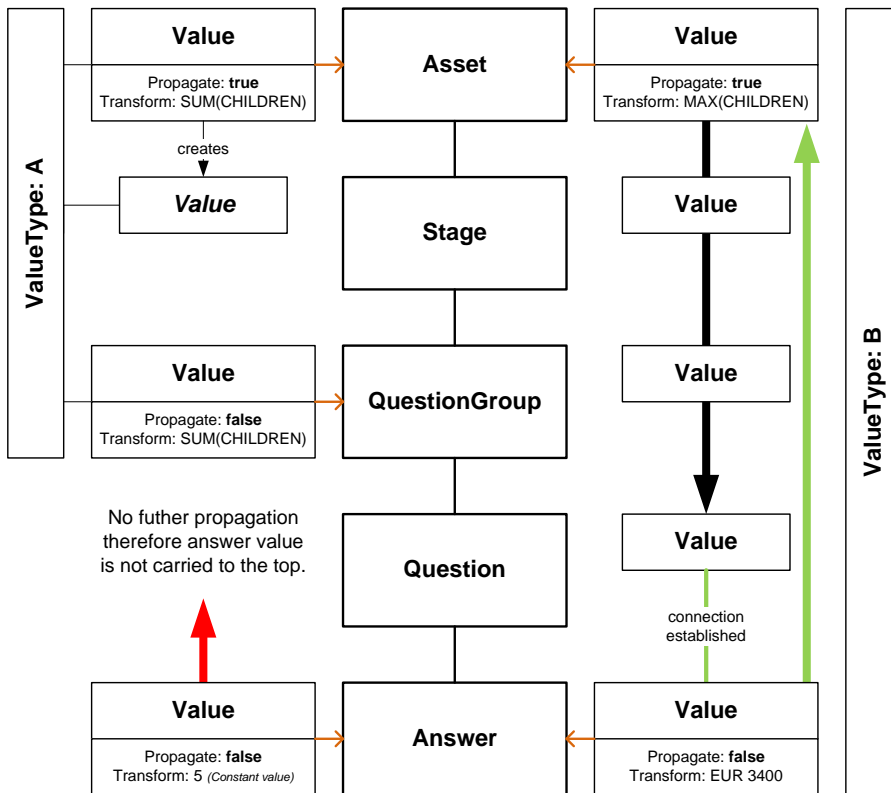 ValueType: A
Value
Propagate: true
Transform: SUM(CHILDREN)
creates
Value
Value
Propagate: false
Transform: SUM(CHILDREN)
No futher propagation
therefore answer value
is not carried to the top.
Value
Propagate: false
Transform: 5 (Constant value)
Asset
Stage
QuestionGroup
Question
Answer
Value
Propagate: true
Transform: MAX(CHILDREN)
Value
Value
Value
connection
established
Value
Propagate: false
Transform: EUR 3400
ValueType: B